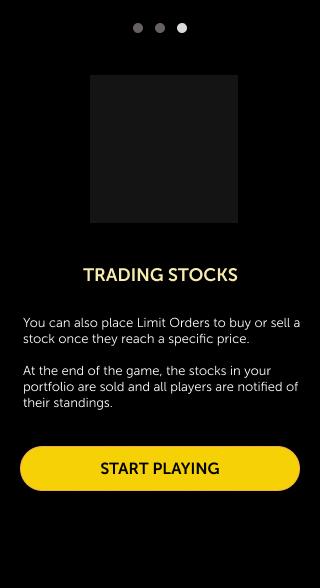 TRADING STOCKS
You can also place Limit Orders to buy or sell a
stock once they reach a specific price.
At the end of the game, the stocks in your
portfolio are sold and all players are notified of
their standings.
START PLAYING